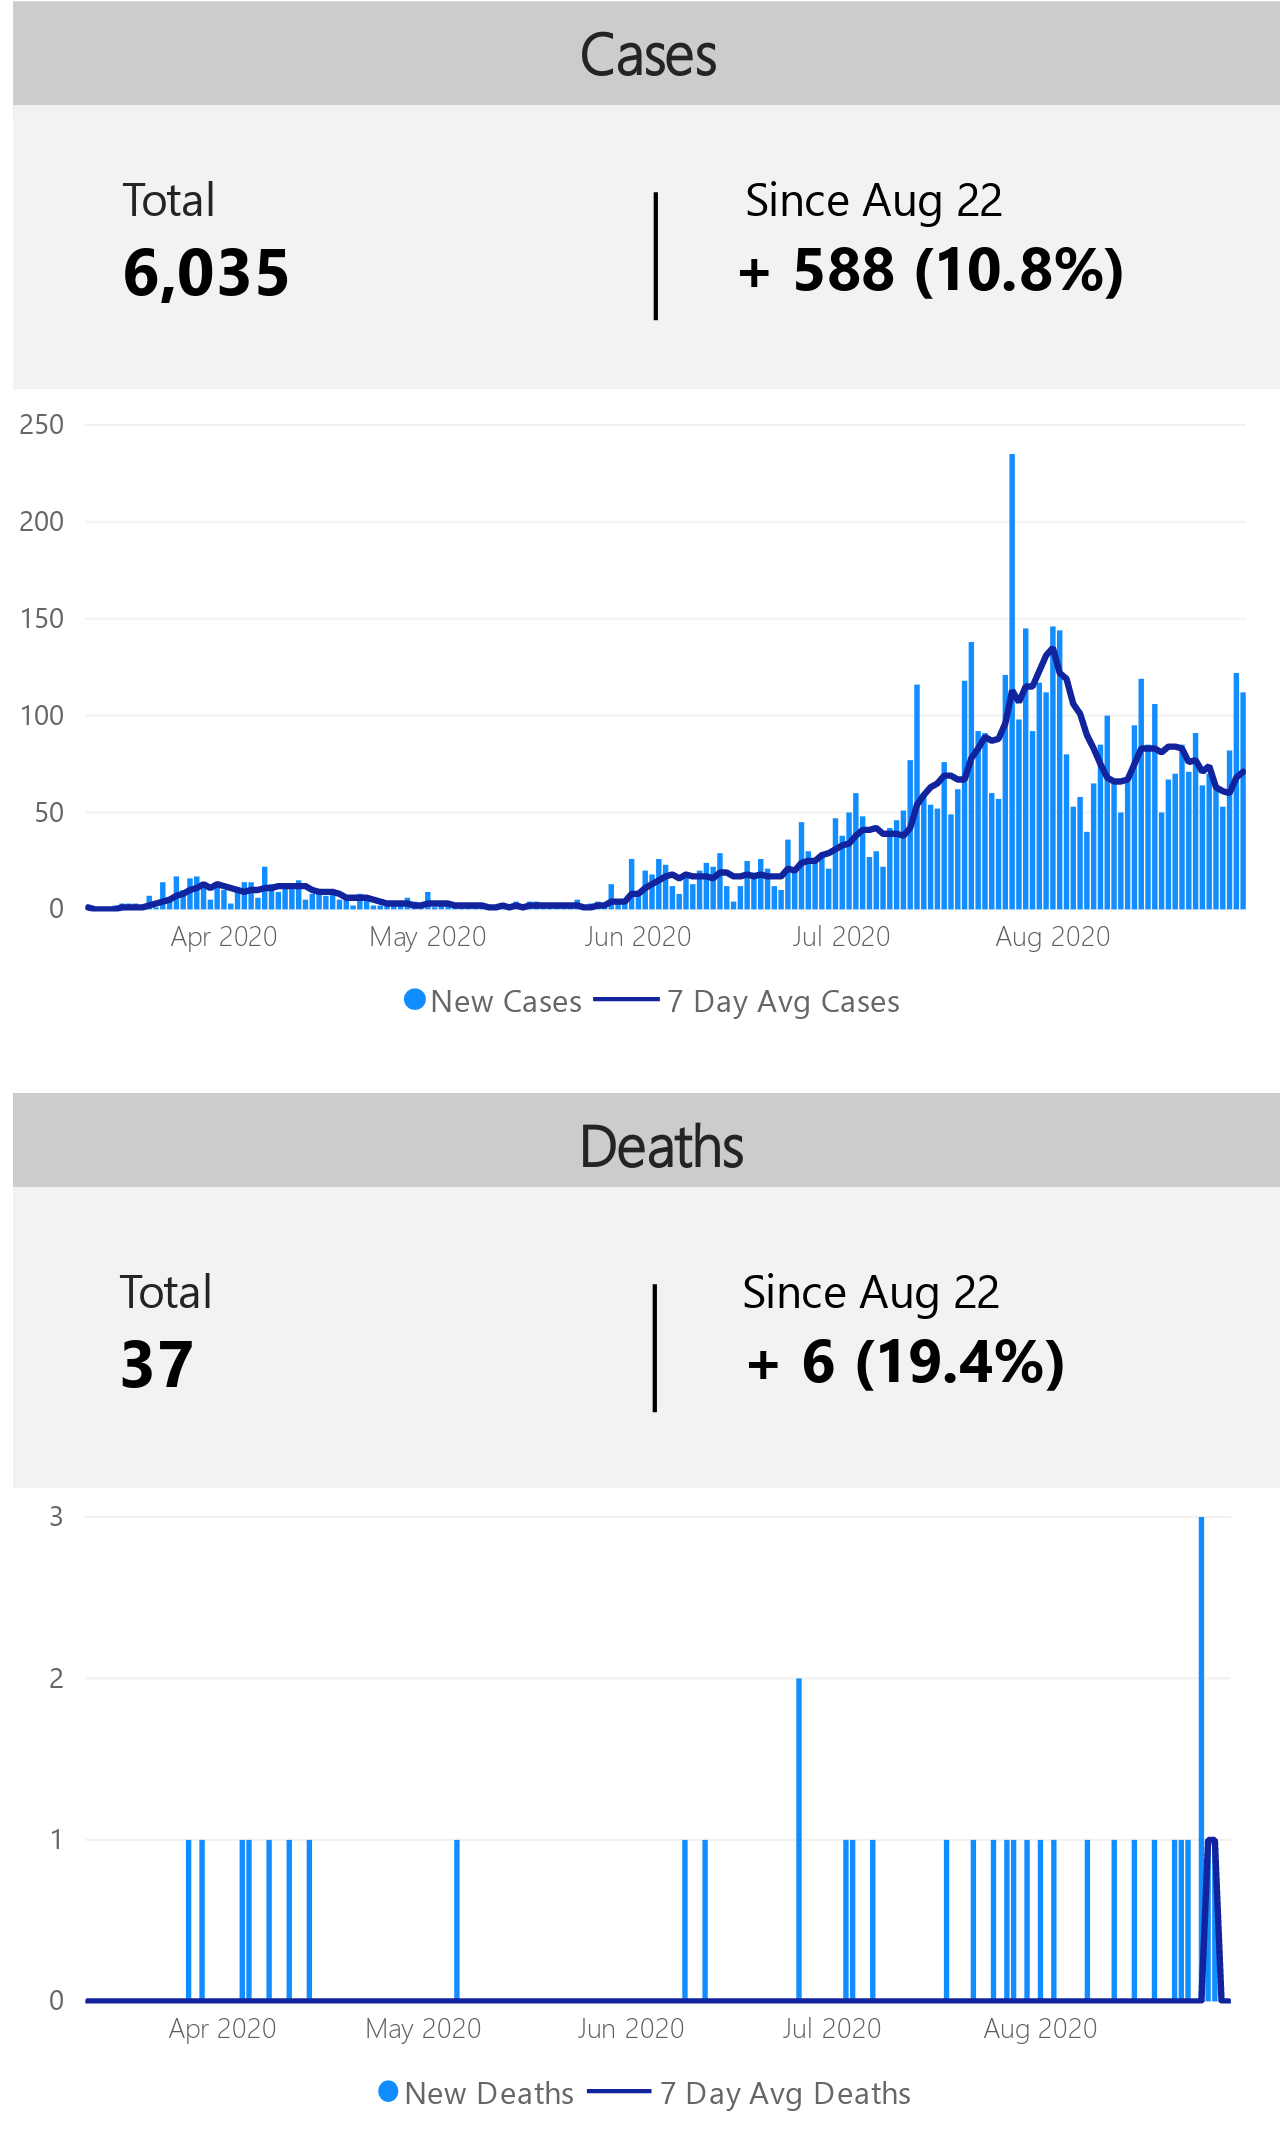 Cases
Total
Since Aug 22
6,035
+ 588 (10.8%)
250
200
150
100
50
0
Apr 2020
May 2020
Jun 2020
Jul 2020
Aug 2020
New Cases
7 Day Avg Cases
Deaths
Total
Since Aug 22
37
+ 6 (19.4%)
3
2
1
0
Apr 2020
May 2020
Jun 2020
Jul 2020
Aug 2020
New Deaths
7 Day Avg Deaths